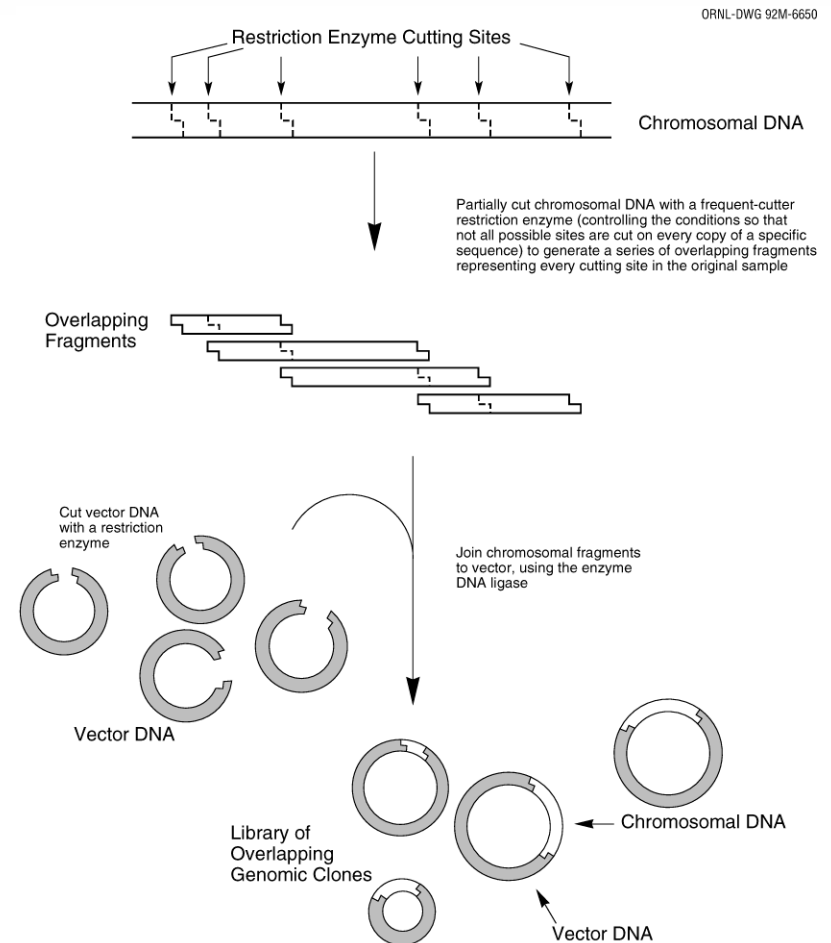 ORNL-DWG 92M-6650
Restriction Enzyme Cutting Sites
Chromosomal DNA
Partially cut chromosomal DNA with a frequent-cutter
restriction enzyme (controlling the conditions so that
not all possible sites are cut on every copy of a specific
sequence) to generate a series of overlapping fragments
representing every cutting site in the original sample
Overlapping
Fragments
Cut vector DNA
with a restriction
enzyme
Join chromosomal fragments
to vector, using the enzyme
DNA ligase
Vector DNA
Chromosomal DNA
Library of
Overlapping
Genomic Clones
Vector DNA